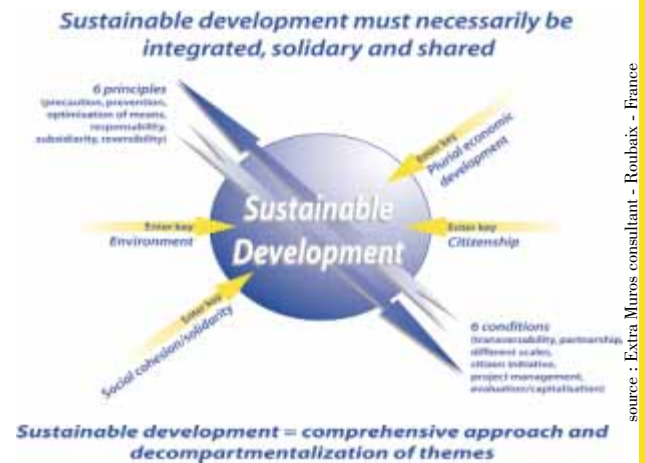 Sustainable development must necessarily be
integrated, solidary and shared
6 principles
(precaution, prevention,
optimisation of means,
responsability,
subsidiarity, reversibility)
Enter key
Plurial economic
development
Sustainable
Development
Enter key
Environment
Enter key
Citizenship
Enter key
Social cohesion/solidarity
6 conditions
(transversability, partnership,
different scales,
citizen initiative,
project management,
evaluation/capitalisation)
source : Extra Muros consultant - Roubaix - France
Sustainable development = comprehensive approach and
decompartmentalization of themes